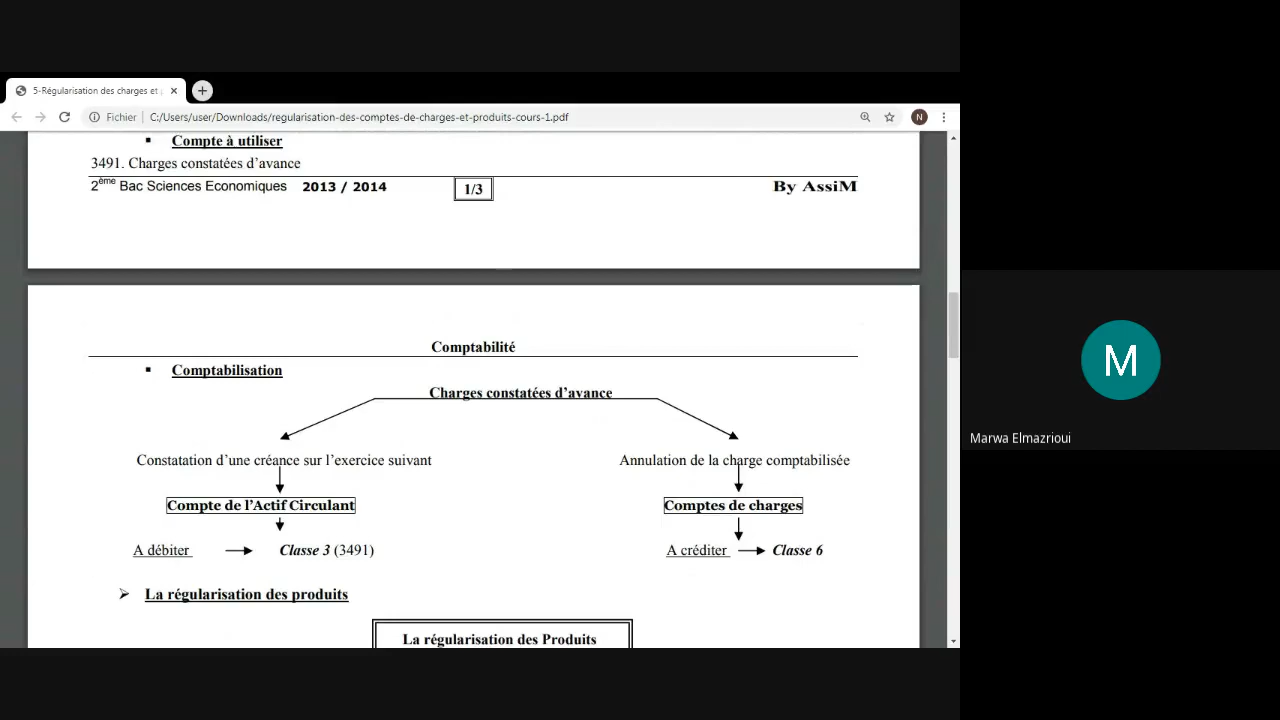 5-Régularisation des charges et
Fichier
C:/Users/user/Downloads/regularisation-des-comptes-de-charges-et-produits-cours-1.pdf
N
▪ Compte à utiliser
3491. Charges constatées d’avance
2ème Bac Sciences Economiques 2013 / 2014 1/3 By AssiM
Comptabilité
▪ Comptabilisation
Charges constatées d’avance
Constatation d’une créance sur l’exercice suivant Annulation de la charge comptabilisée
Compte de l’Actif Circulant Comptes de charges
A débiter Classe 3 (3491) A créditer Classe 6
➢ La régularisation des produits
La régularisation des Produits
M
Marwa Elmazrioui